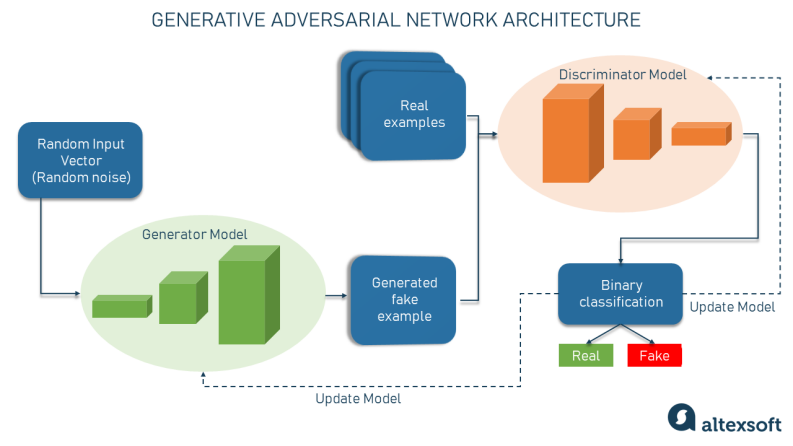 GENERATIVE ADVERSARIAL NETWORK ARCHITECTURE
Random Input
Vector
(Random noise)
Real
examples
Discriminator Model
Generator Model
Generated
fake
example
Binary
classification
Update Model
Real
Fake
Update Model
altexsoft